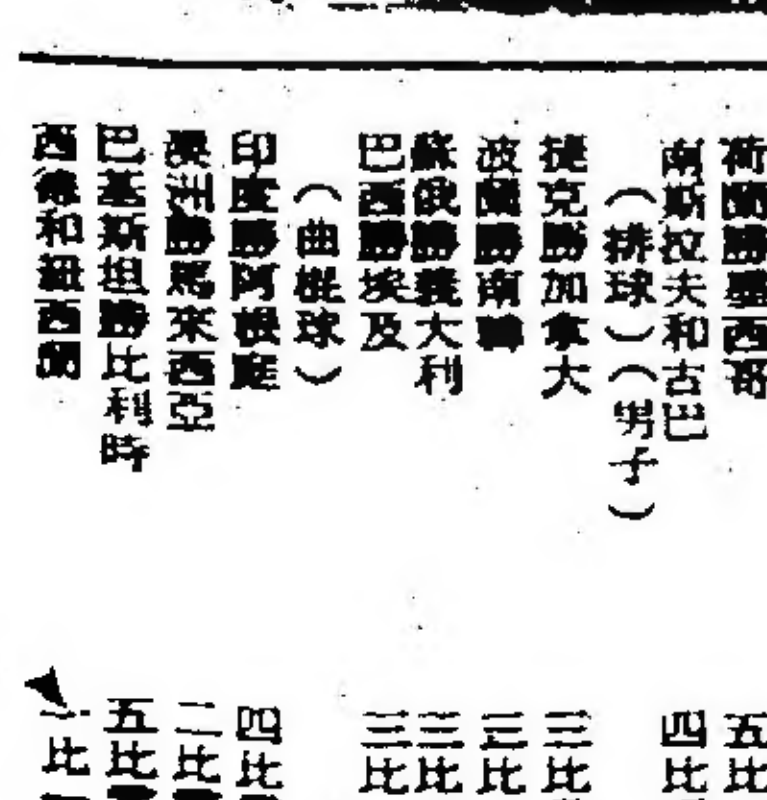 荷蘭勝墨西哥 五比
南斯拉夫和古巴 四比
（排球）（男子）
捷克勝加拿大 三比
波蘭勝南韓 三比
蘇俄勝義大利 三比
巴西勝埃及 三比
（曲棍球）
印度勝阿根庭 四比
澳洲勝馬來西亞 二比
巴基斯坦勝比利時 五比
西德和紐西蘭 一比